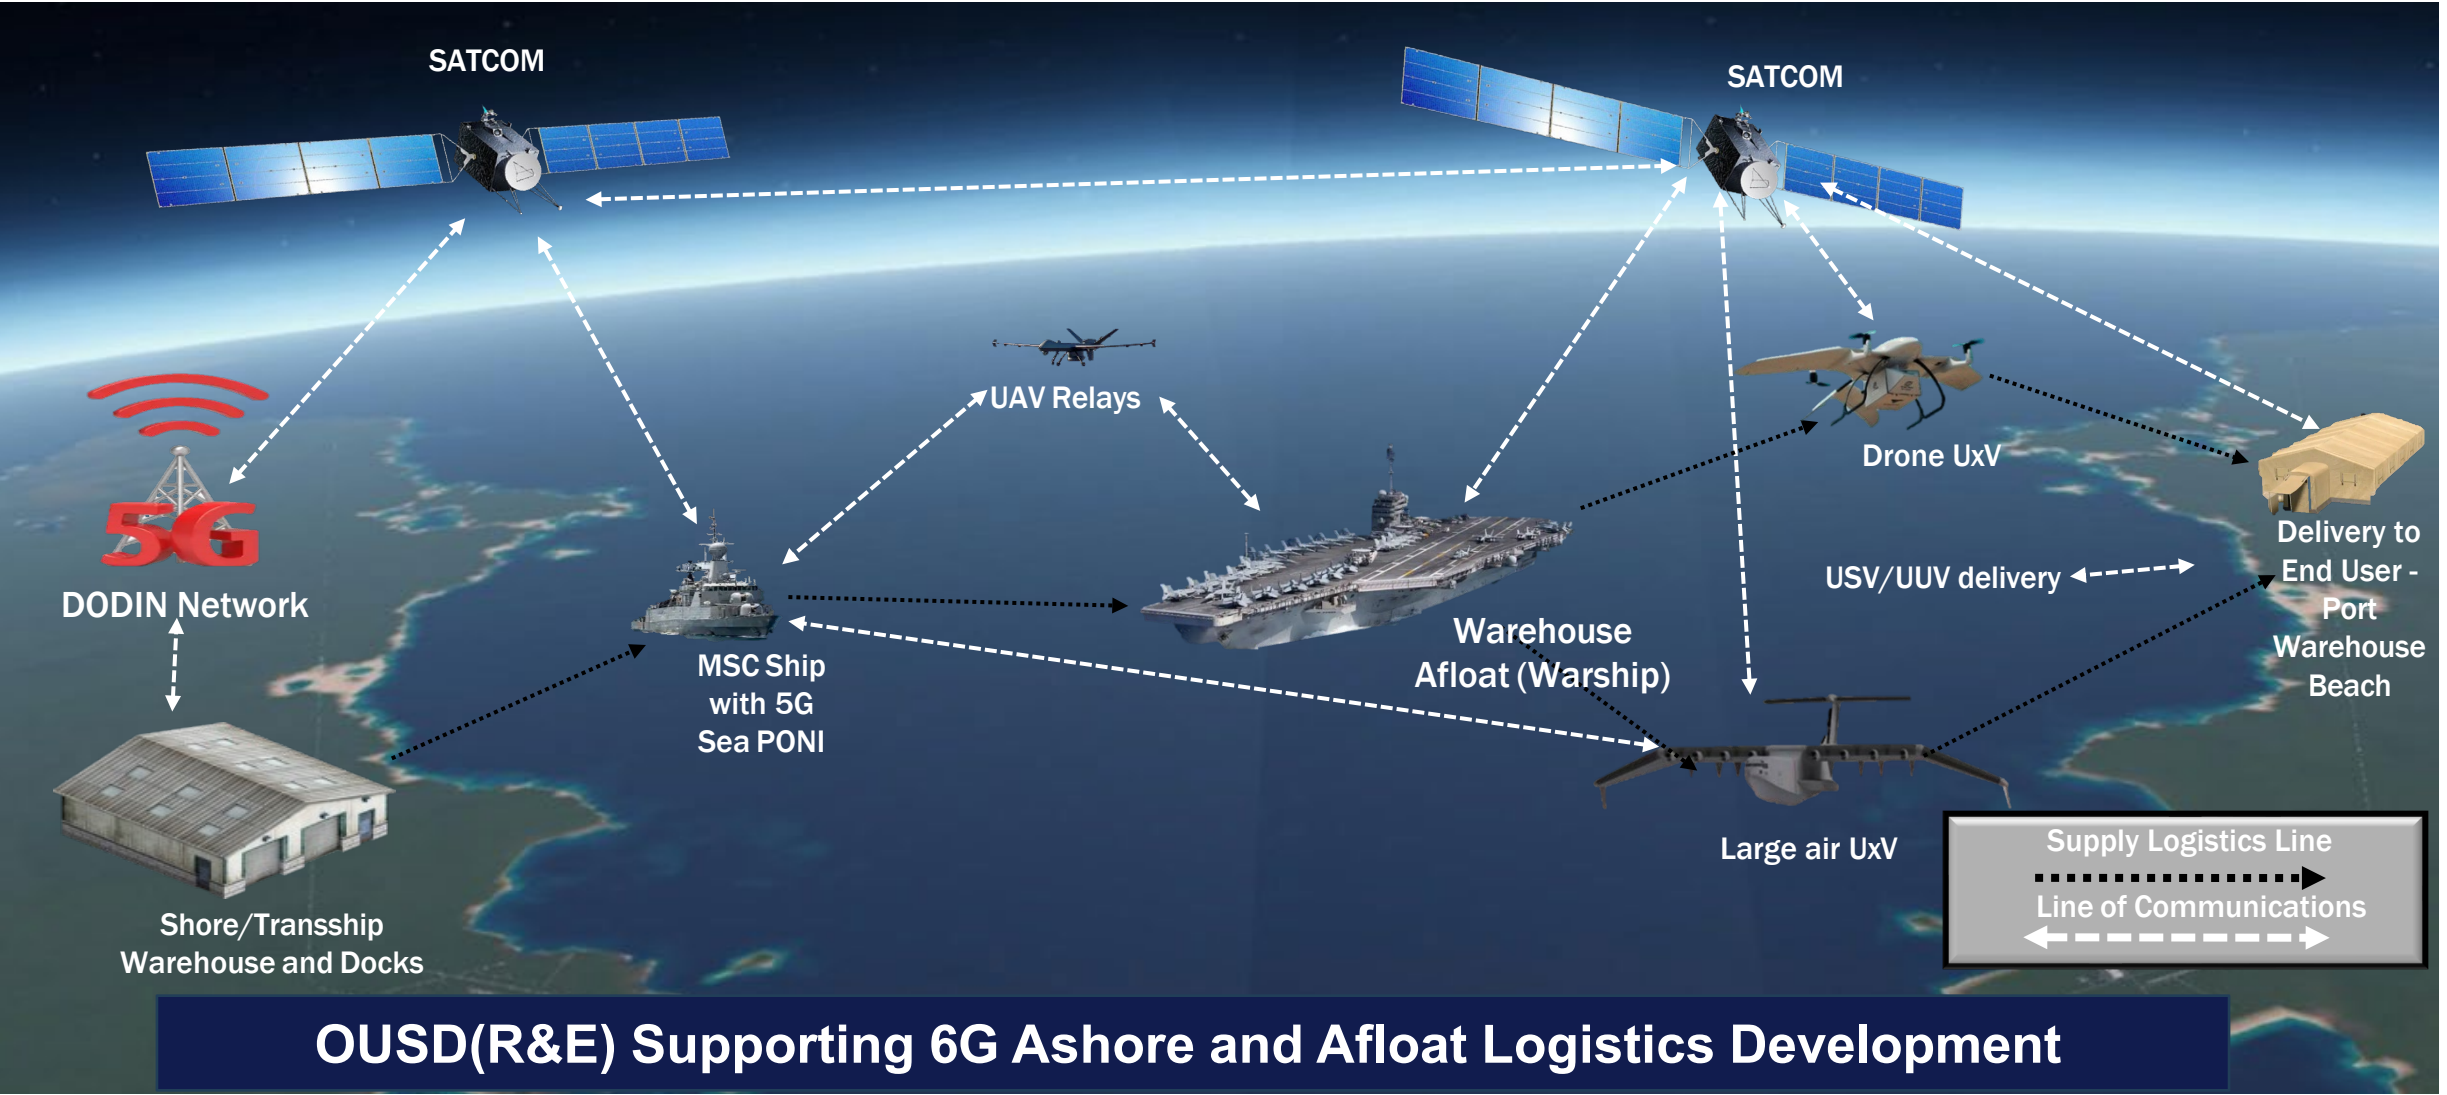 SATCOM
SATCOM
UAV Relays
Drone UxV
5G
DODIN Network
Delivery to
End User -
Port
Warehouse
Beach
USV/UUV delivery
MSC Ship
with 5G
Sea PONI
Warehouse
Afloat (Warship)
Large air UxV
Shore/Transship
Warehouse and Docks
Supply Logistics Line
Line of Communications
OUSD(R&E) Supporting 6G Ashore and Afloat Logistics Development